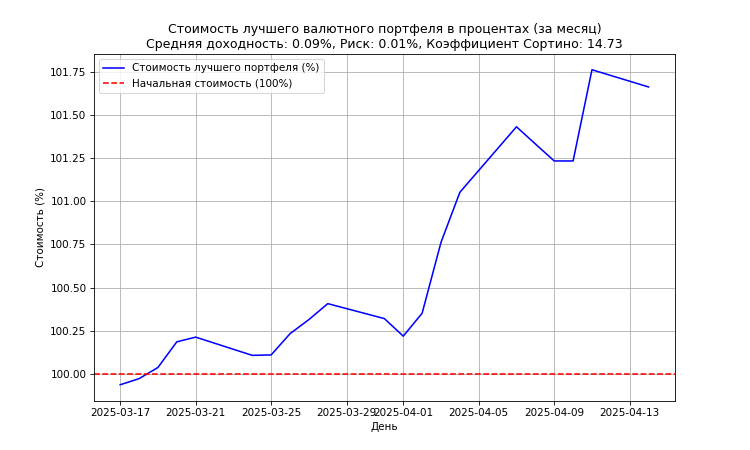 Стоимость лучшего валютного портфеля в процентах (за месяц)
Средняя доходность: 0.09%, Риск: 0.01%, Коэффициент Сортино: 14.73
Стоимость лучшего портфеля (%)
Начальная стоимость (100%)
Стоимость (%)
101.75
101.50
101.25
101.00
100.75
100.50
100.25
100.00
2025-03-17 2025-03-21 2025-03-25 2025-03-29 2025-04-01 2025-04-05 2025-04-09 2025-04-13
День